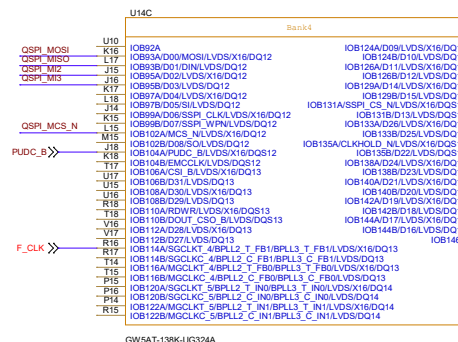 U14C
Bank4
U10 IOB92A IOB124A/D09/LVDS/X16/DQ
QSPI_MOSI K16 IOB93A/D00/MOSI/LVDS/X16/DQ12 IOB124B/D10/LVDS/DQ
QSPI_MISO L17 IOB93B/D01/DIN/LVDS/DQ12 IOB126A/D11/LVDS/X16/DQ
QSPI_MI2 J15 IOB95A/D02/LVDS/X16/DQ12 IOB126B/D12/LVDS/DQ
QSPI_MI3 J16 IOB95B/D03/LVDS/DQ12 IOB129A/D14/LVDS/X16/DQ
K17 IOB97A/D04/LVDS/X16/DQ12 IOB129B/D15/LVDS/DQ
L18 IOB97B/D05/SI/LVDS/DQ12 IOB131A/SSPI_CS_N/LVDS/X16/DQS
J14 IOB99A/D06/SSPI_CLK/LVDS/X16/DQ12 IOB131B/D13/LVDS/DQS
K15 IOB99B/D07/SSPI_WPN/LVDS/DQ12 IOB133A/D26/LVDS/X16/DQ
QSPI_MCS_N L15 IOB102A/MCS_N/LVDS/X16/DQ12 IOB133B/D25/LVDS/DQ
M15 IOB102B/D08/SO/LVDS/DQ12 IOB135A/CLKHOLD_N/LVDS/X16/DQS
PUDC_B J18 IOB104A/PUDC_B/LVDS/X16/DQS12 IOB135B/D22/LVDS/DQS
K18 IOB104B/EMCCLK/LVDS/DQS12 IOB138A/D24/LVDS/X16/DQ
T17 IOB106A/CSI_B/LVDS/X16/DQ13 IOB138B/D23/LVDS/DQ
U17 IOB106B/D31/LVDS/DQ13 IOB140A/D21/LVDS/X16/DQ
U15 IOB108A/D30/LVDS/X16/DQ13 IOB140B/D20/LVDS/DQ
U16 IOB108B/D29/LVDS/DQ13 IOB142A/D19/LVDS/X16/DQ
R18 IOB110A/RDWR/LVDS/X16/DQS13 IOB142B/D18/LVDS/DQ
T18 IOB110B/DOUT_CSO_B/LVDS/DQS13 IOB144A/D17/LVDS/X16/DQ
V16 IOB112A/D28/LVDS/X16/DQ13 IOB144B/D16/LVDS/DQ
V17 IOB112B/D27/LVDS/DQ13 IOB146
F_CLK R16 IOB114A/SGCLKT_4/BPLL2_T_FB1/BPLL3_T_FB1/LVDS/X16/DQ13
R17 IOB114B/SGCLKC_4/BPLL2_C_FB1/BPLL3_C_FB1/LVDS/DQ13
T14 IOB116A/MGCLKT_4/BPLL2_T_FB0/BPLL3_T_FB0/LVDS/X16/DQ13
T15 IOB116B/MGCLKC_4/BPLL2_C_FB0/BPLL3_C_FB0/LVDS/DQ13
P15 IOB120A/SGCLKT_5/BPLL2_T_IN0/BPLL3_T_IN0/LVDS/X16/DQ14
P16 IOB120B/SGCLKC_5/BPLL2_C_IN0/BPLL3_C_IN0/LVDS/DQ14
P14 IOB122A/MGCLKT_5/BPLL2_T_IN1/BPLL3_T_IN1/LVDS/X16/DQ14
R15 IOB122B/MGCLKC_5/BPLL2_C_IN1/BPLL3_C_IN1/LVDS/DQ14
GW5AT-138K-UG324A